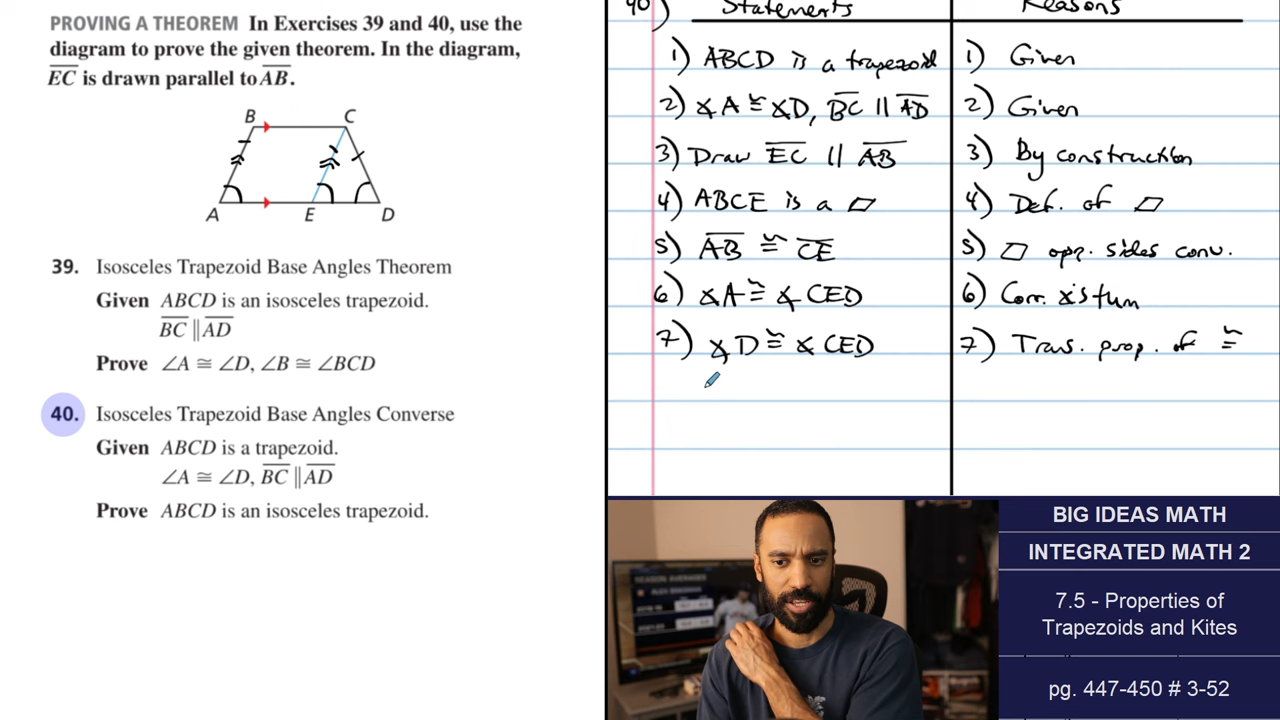 PROVING A THEOREM In Exercises 39 and 40, use the
diagram to prove the given theorem. In the diagram,
EC is drawn parallel to AB.
B C
A E D
39. Isosceles Trapezoid Base Angles Theorem
Given ABCD is an isosceles trapezoid.
BC ∥ AD
Prove ∠A ≅ ∠D, ∠B ≅ ∠BCD
40. Isosceles Trapezoid Base Angles Converse
Given ABCD is a trapezoid.
∠A ≅ ∠D, BC ∥ AD
Prove ABCD is an isosceles trapezoid.
40) Statements Reasons
1) ABCD is a trapezoid 1) Given
2) ∠A ≅ ∠D, BC ∥ AD 2) Given
3) Draw EC ∥ AB 3) By construction
4) ABCE is a ▱ 4) Def. of ▱
5) AB ≅ CE 5) ▱ opp. sides conv.
6) ∠A ≅ ∠CED 6) Corr. ∠'s thm
7) ∠D ≅ ∠CED 7) Trans. prop. of ≅
BIG IDEAS MATH
INTEGRATED MATH 2
7.5 - Properties of
Trapezoids and Kites
pg. 447-450 # 3-52